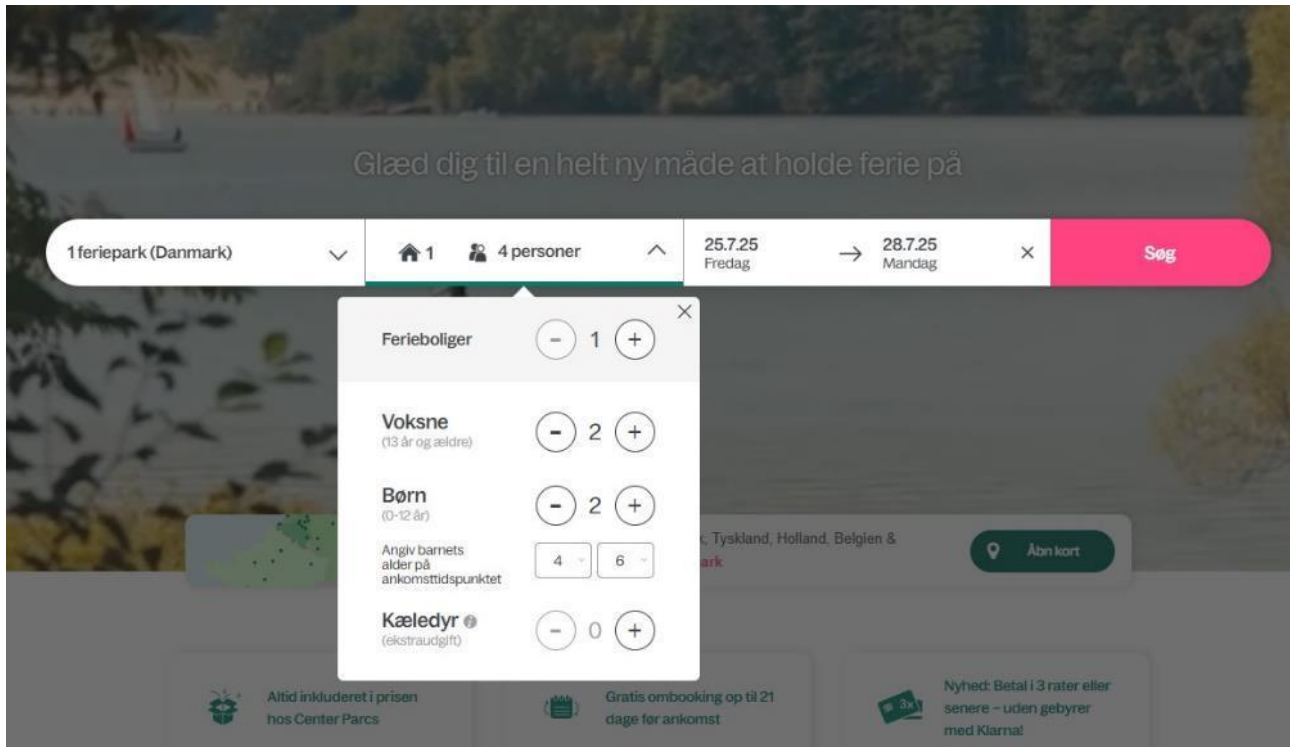 Glæd dig til en helt ny måde at holde ferie på
1 feriepark (Danmark)
1
4 personer
25.7.25
Fredag
→
28.7.25
Mandag
Søg
Ferieboliger
- 1 +
Voksne
(13 år og ældre)
- 2 +
Børn
(0-12 år)
- 2 +
Angiv barnets
alder på
ankomsttidspunktet
4
6
Kæledyr
(ekstraudgift)
- 0 +
Tyskland, Holland, Belgien &
Åbn kort
Altid inkluderet i prisen
hos Center Parcs
Gratis ombooking op til 21
dage før ankomst
3x
Nyhed: Betal i 3 rater eller
senere – uden gebyrer
med Klarna!